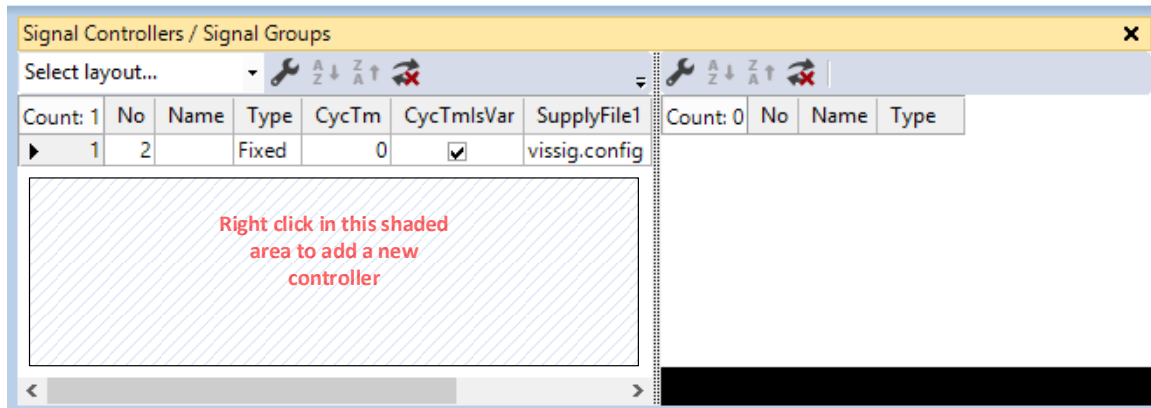 Signal Controllers / Signal Groups
Select layout...
Count: 1 No Name Type CycTm CycTmIsVar SupplyFile1
1 2 Fixed 0 vissig.config
Right click in this shaded
area to add a new
controller
Count: 0 No Name Type